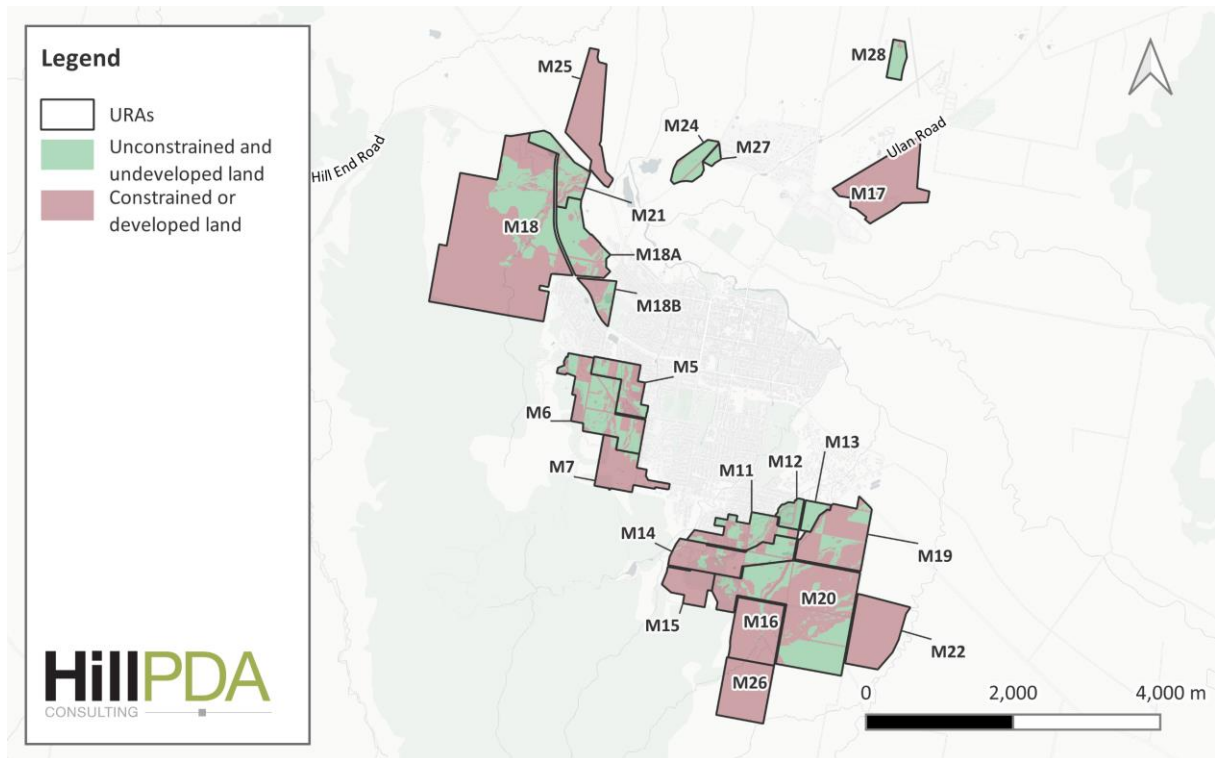 Legend
URAs
Unconstrained and
undeveloped land
Constrained or
developed land
HillPDA
CONSULTING
Hill End Road
M25
M28
M24
M27
Ulan Road
M17
M21
M18
M18A
M18B
M5
M6
M7
M13
M12
M11
M14
M19
M20
M16
M15
M22
M26
0 2,000 4,000 m